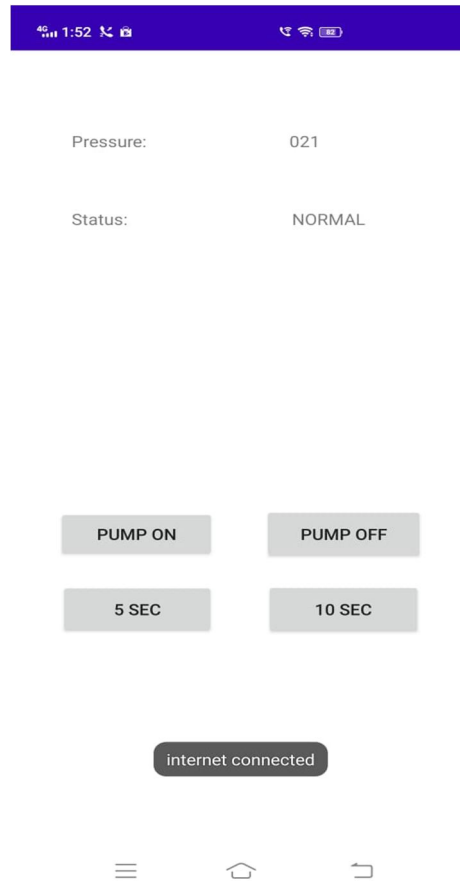 4G 1:52 82
Pressure: 021
Status: NORMAL
PUMP ON PUMP OFF
5 SEC 10 SEC
internet connected